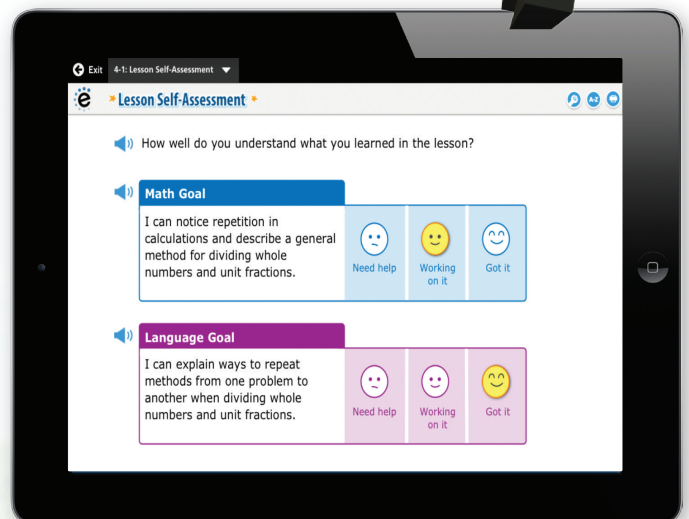 Exit 4-1: Lesson Self-Assessment
Lesson Self-Assessment
A-Z
How well do you understand what you learned in the lesson?
Math Goal
I can notice repetition in
calculations and describe a general
method for dividing whole
numbers and unit fractions.
Need help
Working
on it
Got it
Language Goal
I can explain ways to repeat
methods from one problem to
another when dividing whole
numbers and unit fractions.
Need help
Working
on it
Got it